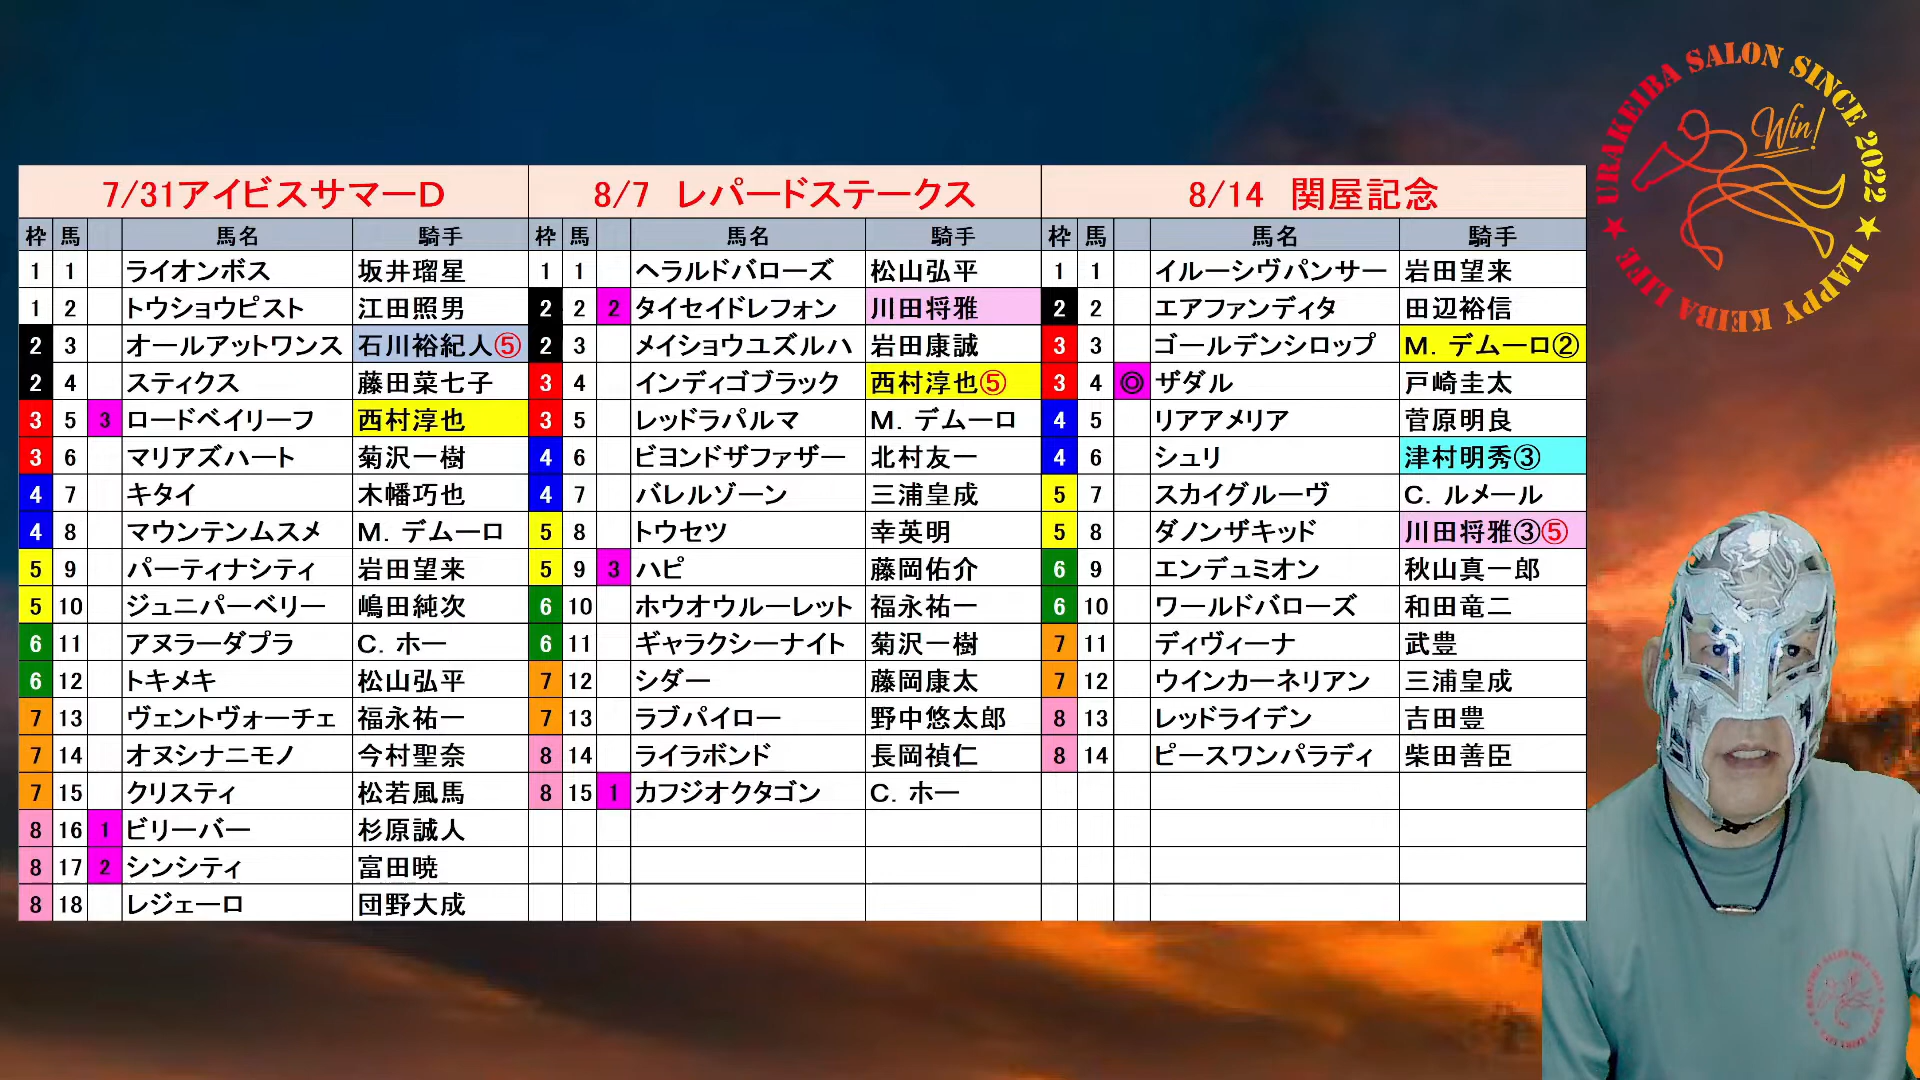 URAKEIBA SALON SINCE 2022 ★ HAPPY KEIBA LIFE ★
Win!
7/31アイビスサマーD 8/7 レパードステークス 8/14 関屋記念
枠 馬 馬名 騎手 枠 馬 馬名 騎手 枠 馬 馬名 騎手
1 1 ライオンボス 坂井瑠星 1 1 ヘラルドバローズ 松山弘平 1 1 イルーシヴパンサー 岩田望来
1 2 トウショウピスト 江田照男 2 2 2 タイセイドレフォン 川田将雅 2 2 エアファンディタ 田辺裕信
2 3 オールアットワンス 石川裕紀人⑤ 2 3 メイショウユズルハ 岩田康誠 3 3 ゴールデンシロップ M. デムーロ②
2 4 スティクス 藤田菜七子 3 4 インディゴブラック 西村淳也⑤ 3 4 ◎ ザダル 戸崎圭太
3 5 3 ロードベイリーフ 西村淳也 3 5 レッドラパルマ M. デムーロ 4 5 リアアメリア 菅原明良
3 6 マリアズハート 菊沢一樹 4 6 ビヨンドザファザー 北村友一 4 6 シュリ 津村明秀③
4 7 キタイ 木幡巧也 4 7 バレルゾーン 三浦皇成 5 7 スカイグルーヴ C. ルメール
4 8 マウンテンムスメ M. デムーロ 5 8 トウセツ 幸英明 5 8 ダノンザキッド 川田将雅③⑤
5 9 パーティナシティ 岩田望来 5 9 3 ハピ 藤岡佑介 6 9 エンデュミオン 秋山真一郎
5 10 ジュニパーベリー 嶋田純次 6 10 ホウオウルーレット 福永祐一 6 10 ワールドバローズ 和田竜二
6 11 アヌラーダプラ C. ホー 6 11 ギャラクシーナイト 菊沢一樹 7 11 ディヴィーナ 武豊
6 12 トキメキ 松山弘平 7 12 シダー 藤岡康太 7 12 ウインカーネリアン 三浦皇成
7 13 ヴェントヴォーチェ 福永祐一 7 13 ラブパイロー 野中悠太郎 8 13 レッドライデン 吉田豊
7 14 オヌシナニモノ 今村聖奈 8 14 ライラボンド 長岡禎仁 8 14 ピースワンパラディ 柴田善臣
7 15 クリスティ 松若風馬 8 15 1 カフジオクタゴン C. ホー
8 16 1 ビリーバー 杉原誠人
8 17 2 シンシティ 富田暁
8 18 レジェーロ 団野大成